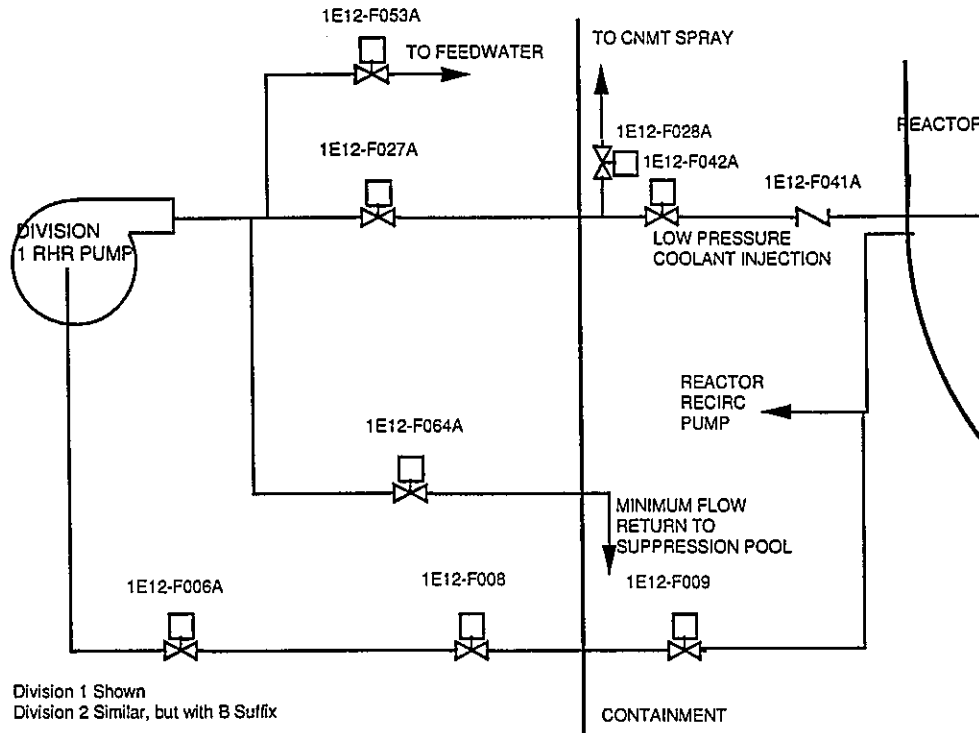 1E12-F053A
TO FEEDWATER
TO CNMT SPRAY
1E12-F028A
1E12-F027A
1E12-F042A
1E12-F041A
REACTOR
DIVISION
1 RHR PUMP
LOW PRESSURE
COOLANT INJECTION
REACTOR
RECIRC
PUMP
1E12-F064A
MINIMUM FLOW
RETURN TO
SUPPRESSION POOL
1E12-F006A
1E12-F008
1E12-F009
Division 1 Shown
Division 2 Similar, but with B Suffix
CONTAINMENT